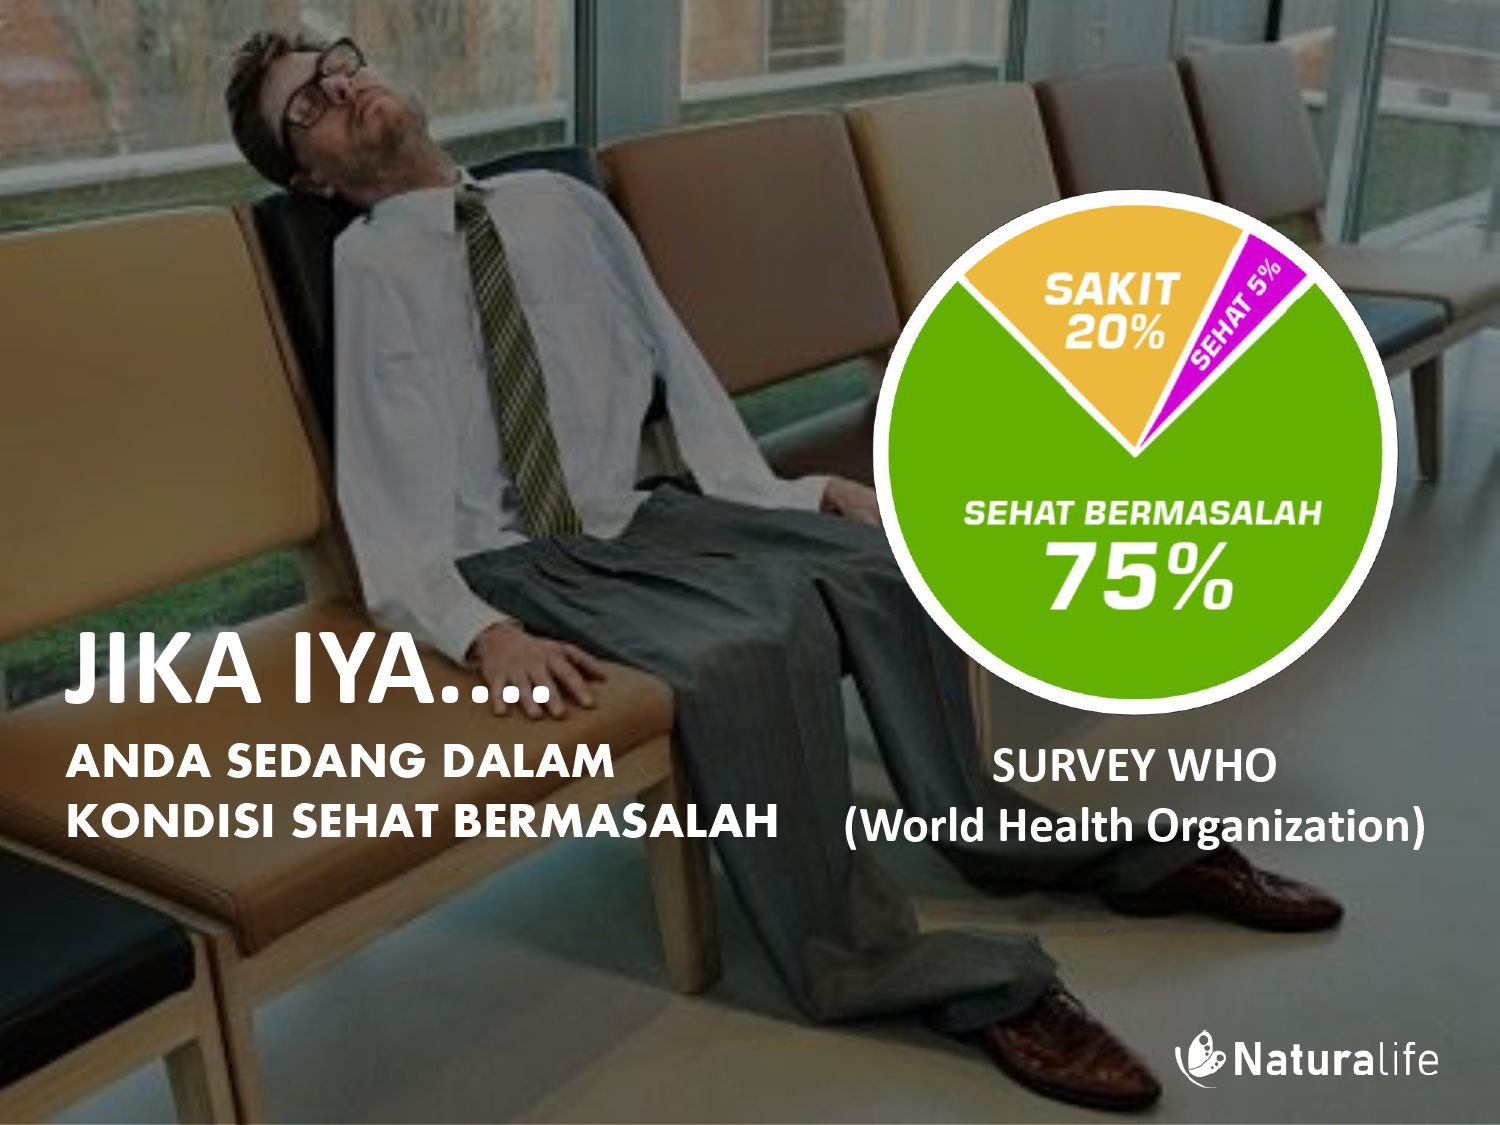 JIKA IYA....
ANDA SEDANG DALAM
KONDISI SEHAT BERMASALAH
SAKIT
20%
SEHAT 5%
SEHAT BERMASALAH
75%
SURVEY WHO
(World Health Organization)
Naturalife